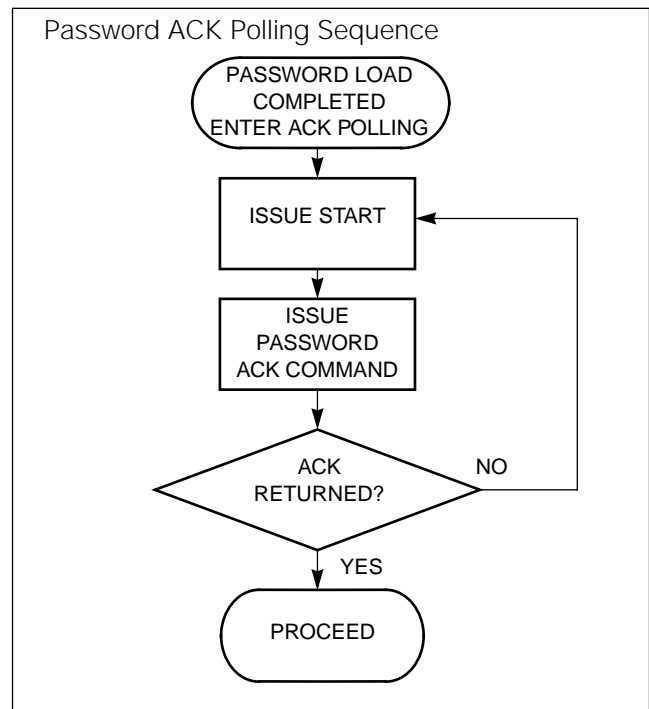 Password ACK Polling Sequence
PASSWORD LOAD
COMPLETED
ENTER ACK POLLING
ISSUE START
ISSUE
PASSWORD
ACK COMMAND
ACK
RETURNED?
NO
YES
PROCEED